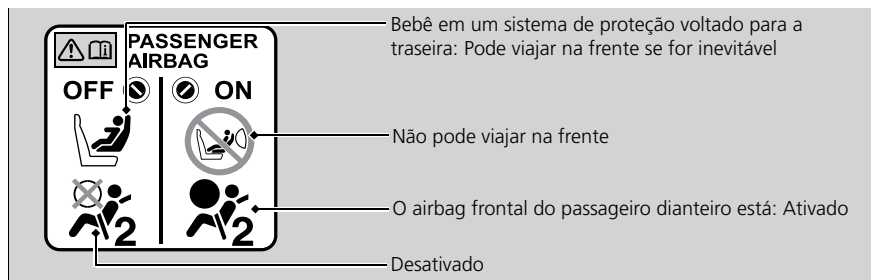 PASSENGER
AIRBAG
OFF ON
2 2
Bebê em um sistema de proteção voltado para a
traseira: Pode viajar na frente se for inevitável
Não pode viajar na frente
O airbag frontal do passageiro dianteiro está: Ativado
Desativado